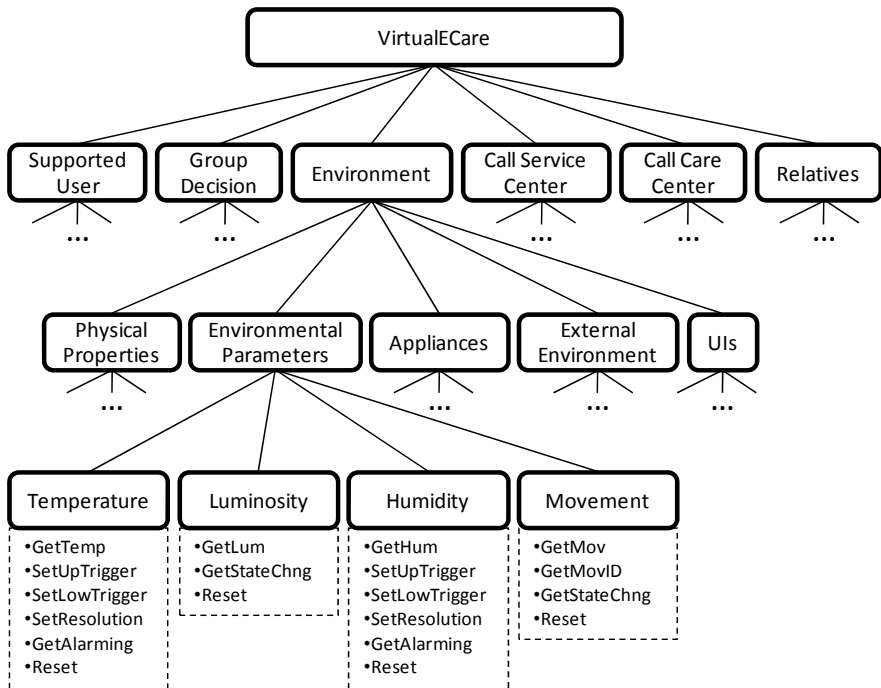 VirtualECare
Supported
User
Group
Decision
Environment
Call Service
Center
Call Care
Center
Relatives
...
...
...
...
...
Physical
Properties
Environmental
Parameters
Appliances
External
Environment
UIs
...
...
...
...
Temperature
Luminosity
Humidity
Movement
•GetTemp
•SetUpTrigger
•SetLowTrigger
•SetResolution
•GetAlarming
•Reset
•GetLum
•GetStateChng
•Reset
•GetHum
•SetUpTrigger
•SetLowTrigger
•SetResolution
•GetAlarming
•Reset
•GetMov
•GetMovID
•GetStateChng
•Reset